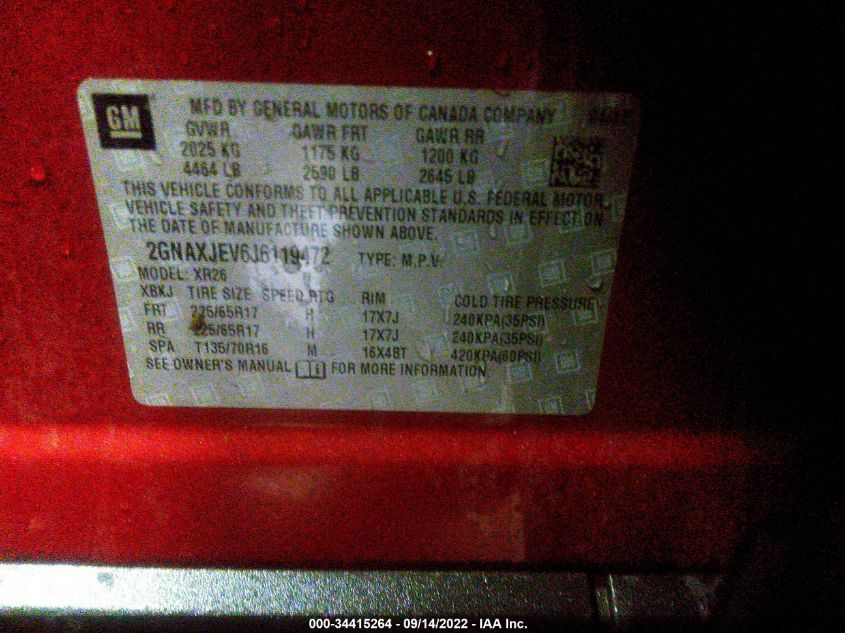 GM
MFD BY GENERAL MOTORS OF CANADA COMPANY
GVWR GAWR FRT GAWR RR
2025 KG 1175 KG 1200 KG
4464 LB 2590 LB 2645 LB
THIS VEHICLE CONFORMS TO ALL APPLICABLE U.S. FEDERAL MOTOR
VEHICLE SAFETY AND THEFT PREVENTION STANDARDS IN EFFECT ON
THE DATE OF MANUFACTURE SHOWN ABOVE.
2GNAXJEV6J6119472 TYPE: M.P.V.
MODEL: XR26
XBKJ TIRE SIZE SPEED RTG RIM COLD TIRE PRESSURE
FRT 225/65R17 H 17X7J 240KPA(35PSI)
RR 225/65R17 H 17X7J 240KPA(35PSI)
SPA T135/70R16 M 16X4BT 420KPA(60PSI)
SEE OWNER'S MANUAL FOR MORE INFORMATION.
000-34415264 - 09/14/2022 - IAA Inc.